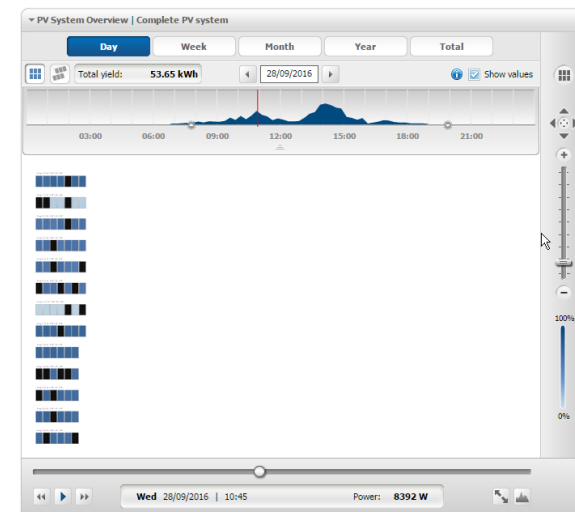 PV System Overview | Complete PV system
Day Week Month Year Total
Total yield: 53.65 kWh 28/09/2016 Show values
03:00 06:00 09:00 12:00 15:00 18:00 21:00
100%
0%
Wed 28/09/2016 | 10:45 Power: 8392 W